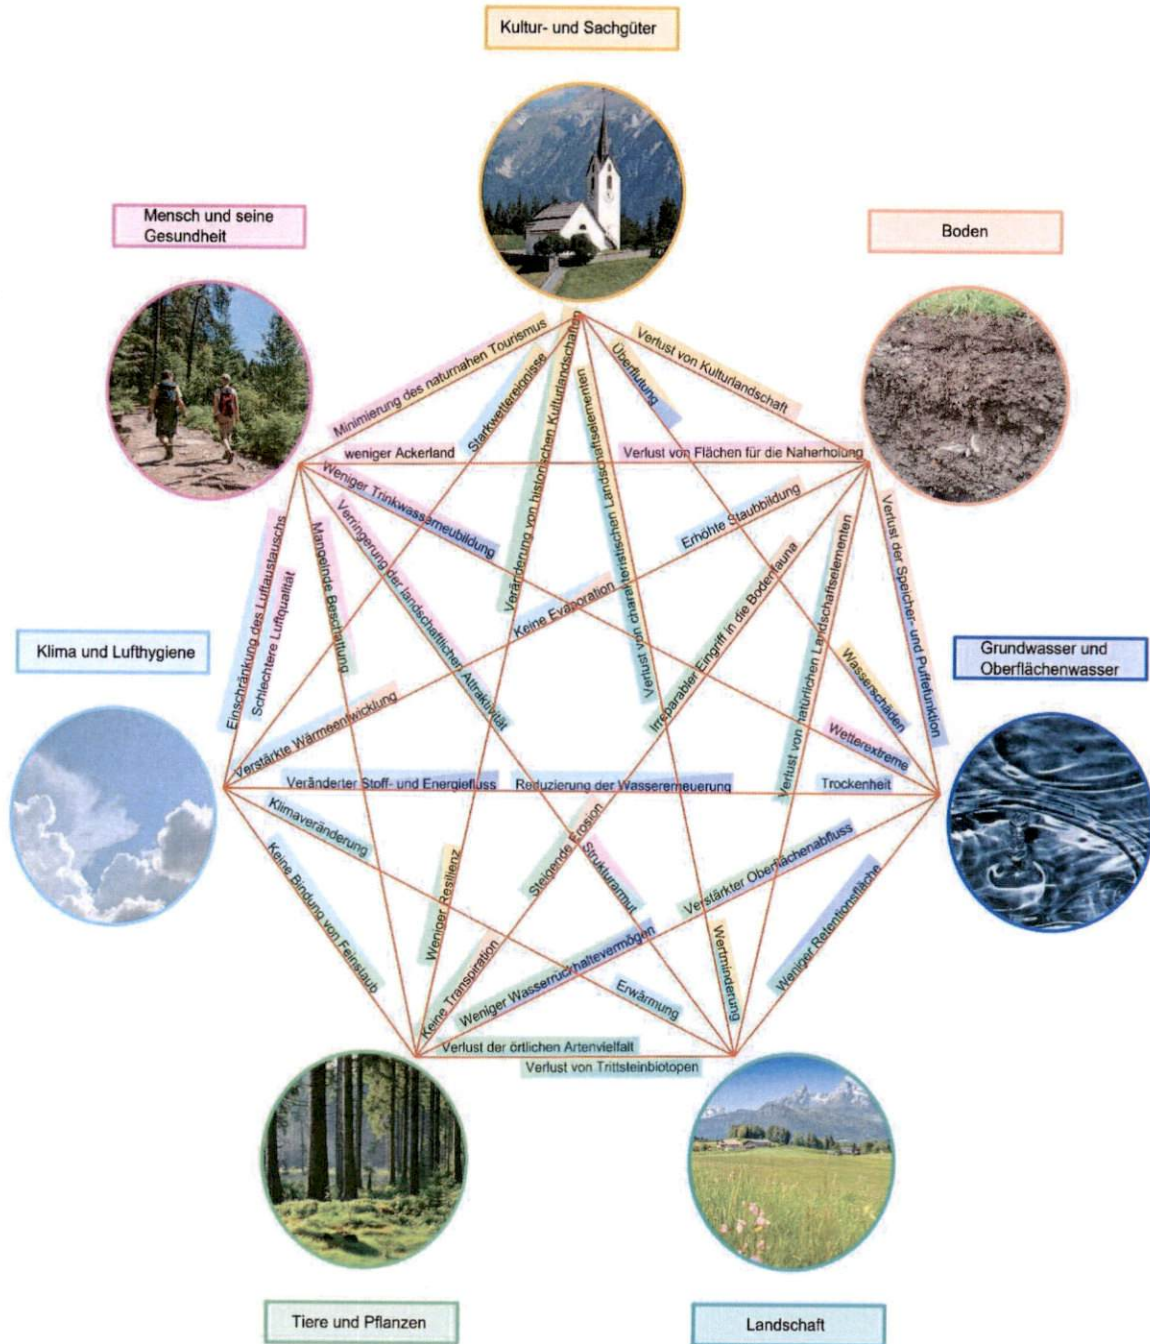 Kultur- und Sachgüter
Mensch und seine
Gesundheit
Boden
Minimierung des naturnahen Tourismus
Starkwettereignisse
Veränderung von historischen Kulturlandschaften
Verlust von charakteristischen Landschaftselementen
Überflutung
Verlust von Kulturlandschaft
weniger Ackerland
Verlust von Flächen für die Naherholung
Weniger Trinkwasserneubildung
Verringerung der landschaftlichen Attraktivität
Mangelnde Beschattung
Einschränkung des Luftaustauschs
Schlechtere Luftqualität
Erhöhte Staubbildung
Keine Evaporation
Irreparabler Eingriff in die Bodenfauna
Verlust von natürlichen Landschaftselementen
Verlust der Speicher- und Puffefunktion
Klima und Lufthygiene
Grundwasser und
Oberflächenwasser
Wasserschäden
Wetterextreme
Verstärkte Wärmeentwicklung
Veränderter Stoff- und Energiefluss
Reduzierung der Wassererneuerung
Trockenheit
Klimaveränderung
Keine Bindung von Feinstaub
Weniger Resilienz
Steigende Erosion
Strukturarmut
Verstärkter Oberflächenabfluss
Weniger Retentionsfläche
Keine Transpiration
Weniger Wasserrückhaltevermögen
Erwärmung
Wertminderung
Verlust der örtlichen Artenvielfalt
Verlust von Trittsteinbiotopen
Tiere und Pflanzen
Landschaft